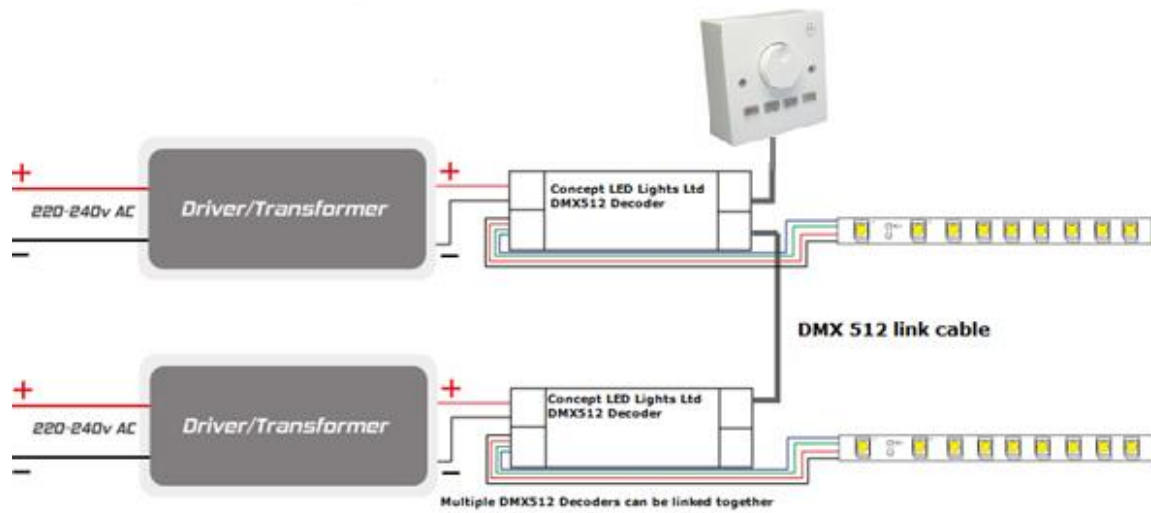 +
+
220-240v AC
Driver/Transformer
Concept LED Lights Ltd
DMX512 Decoder
−
−
DMX 512 link cable
+
+
220-240v AC
Driver/Transformer
Concept LED Lights Ltd
DMX512 Decoder
−
−
Multiple DMX512 Decoders can be linked together